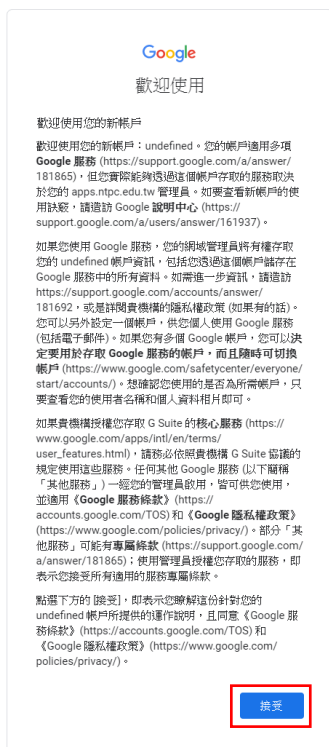 Google
歡迎使用
歡迎使用您的新帳戶
歡迎使用您的新帳戶：undefined。您的帳戶適用多項
Google 服務 (https://support.google.com/a/answer/
181865)，但您實際能夠透過這個帳戶存取的服務取決
於您的 apps.ntpc.edu.tw 管理員。如要查看新帳戶的使
用訣竅，請造訪 Google 說明中心 (https://
support.google.com/a/users/answer/161937)。
如果您使用 Google 服務，您的網域管理員將有權存取
您的 undefined 帳戶資訊，包括您透過這個帳戶儲存在
Google 服務中的所有資料。如需進一步資訊，請造訪
https://support.google.com/accounts/answer/
181692，或是詳閱貴機構的隱私權政策 (如果有的話)。
您可以另外設定一個帳戶，供您個人使用 Google 服務
(包括電子郵件)。如果您有多個 Google 帳戶，您可以決
定要用於存取 Google 服務的帳戶，而且隨時可切換
帳戶 (https://www.google.com/safetycenter/everyone/
start/accounts/)。想確認您使用的是否為所需帳戶，只
要查看您的使用者名稱和個人資料相片即可。
如果貴機構授權您存取 G Suite 的核心服務 (https://
www.google.com/apps/intl/en/terms/
user_features.html)，請務必依照貴機構 G Suite 協議的
規定使用這些服務。任何其他 Google 服務 (以下簡稱
「其他服務」) 一經您的管理員啟用，皆可供您使用，
並適用《Google 服務條款》(https://
accounts.google.com/TOS) 和《Google 隱私權政策》
(https://www.google.com/policies/privacy/)。部分「其
他服務」可能有專屬條款 (https://support.google.com/
a/answer/181865)；使用管理員授權您存取的服務，即
表示您接受所有適用的服務專屬條款。
點選下方的 [接受]，即表示您瞭解這份針對您的
undefined 帳戶所提供的運作說明，且同意《Google 服
務條款》(https://accounts.google.com/TOS) 和
《Google 隱私權政策》(https://www.google.com/
policies/privacy/)。
接受